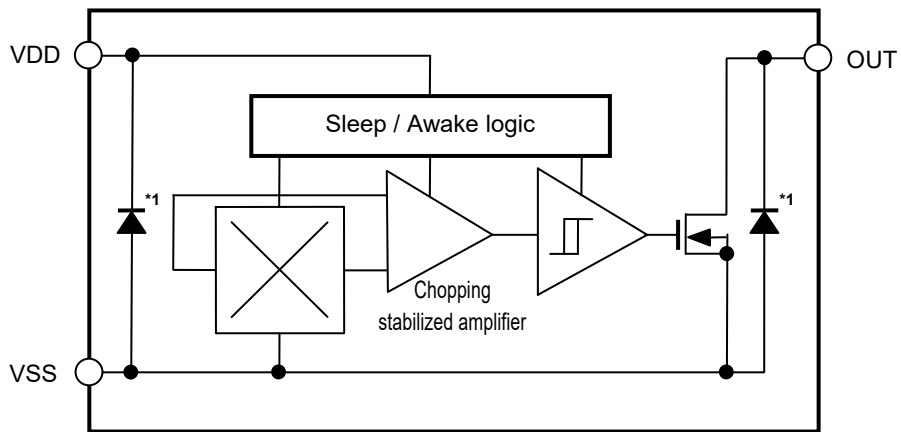 VDD
OUT
Sleep / Awake logic
*1
*1
Chopping
stabilized amplifier
VSS